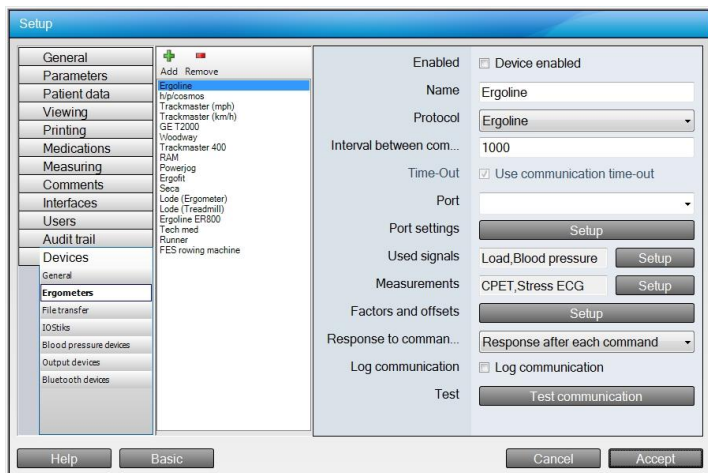 Setup
General
Parameters
Patient data
Viewing
Printing
Medications
Measuring
Comments
Interfaces
Users
Audit trail
Devices
General
Ergometers
File transfer
IOStiks
Blood pressure devices
Output devices
Bluetooth devices
Add Remove
Ergoline
h/p/cosmos
Trackmaster (mph)
Trackmaster (km/h)
GE T2000
Woodway
Trackmaster 400
RAM
Powerjog
Ergofit
Seca
Lode (Ergometer)
Lode (Treadmill)
Ergoline ER800
Tech med
Runner
FES rowing machine
Enabled Device enabled
Name Ergoline
Protocol Ergoline
Interval between com... 1000
Time-Out Use communication time-out
Port
Port settings Setup
Used signals Load,Blood pressure Setup
Measurements CPET,Stress ECG Setup
Factors and offsets Setup
Response to comman... Response after each command
Log communication Log communication
Test Test communication
Help Basic Cancel Accept